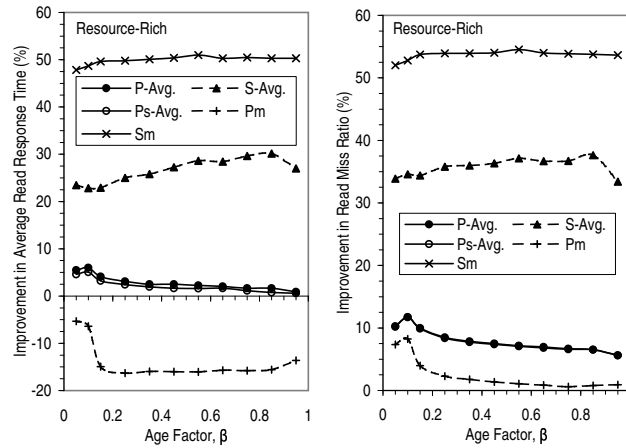 Improvement in Average Read Response Time (%)
60
50
40
30
20
10
0
-10
-20
Resource-Rich
P-Avg.
S-Avg.
Ps-Avg.
Pm
Sm
0
0.2
0.4
0.6
0.8
1
Age Factor, β
Improvement in Read Miss Ratio (%)
60
50
40
30
20
10
0
Resource-Rich
P-Avg.
S-Avg.
Ps-Avg.
Pm
Sm
0
0.2
0.4
0.6
0.8
1
Age Factor, β